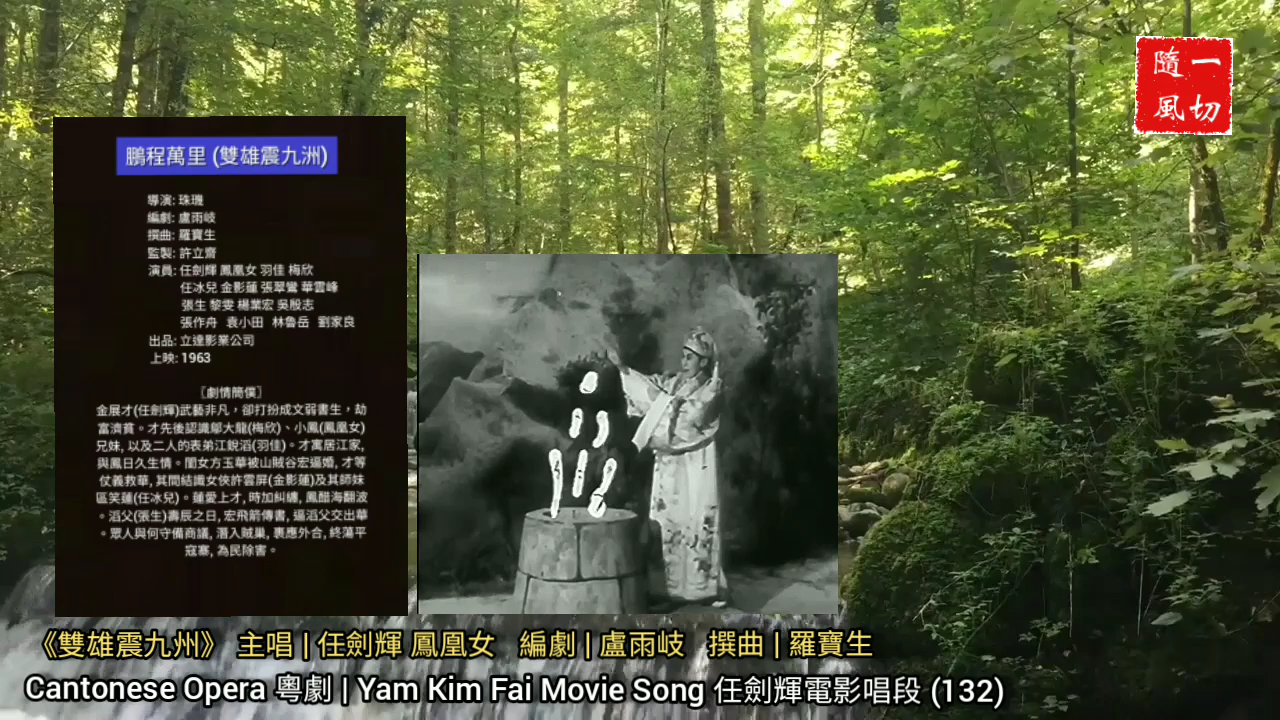 一切
隨風
鵬程萬里 (雙雄震九洲)
導演: 珠璣
編劇: 盧雨岐
撰曲: 羅寶生
監製: 許立齋
演員: 任劍輝 鳳凰女 羽佳 梅欣
任冰兒 金影蓮 張翠鸞 華雲峰
張生 黎雯 楊業宏 吳殷志
張作舟 袁小田 林魯岳 劉家良
出品: 立達影業公司
上映: 1963
〖劇情簡僕〗
金展才(任劍輝)武藝非凡，卻打扮成文弱書生，劫
富濟貧。才先後認識鄔大龍(梅欣)、小鳳(鳳凰女)
兄妹, 以及二人的表弟江銳滔(羽佳)。才寓居江家,
與鳳日久生情。閨女方玉華被山賊谷宏逼婚, 才等
仗義救華, 其間結識女俠許雲屏(金影蓮)及其師妹
區笑蓮(任冰兒)。蓮愛上才, 時加糾纏, 鳳醋海翻波
。滔父(張生)壽辰之日, 宏飛箭傳書, 逼滔父交出華
。眾人與何守備商議, 潛入賊巢, 裏應外合, 終蕩平
寇寨, 為民除害。
《雙雄震九州》 主唱 | 任劍輝 鳳凰女 編劇 | 盧雨岐 撰曲 | 羅寶生
Cantonese Opera 粵劇 | Yam Kim Fai Movie Song 任劍輝電影唱段 (132)